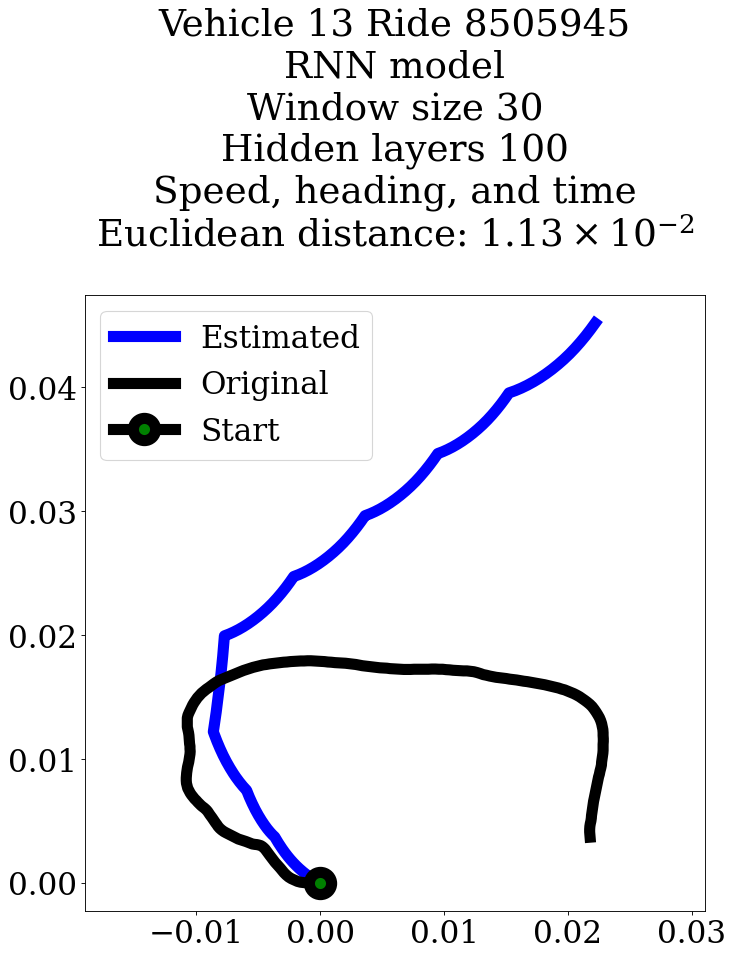 Vehicle 13 Ride 8505945
RNN model
Window size 30
Hidden layers 100
Speed, heading, and time
Euclidean distance: 1.13 × 10⁻²
Estimated
Original
Start
0.04
0.03
0.02
0.01
0.00
−0.01 0.00 0.01 0.02 0.03